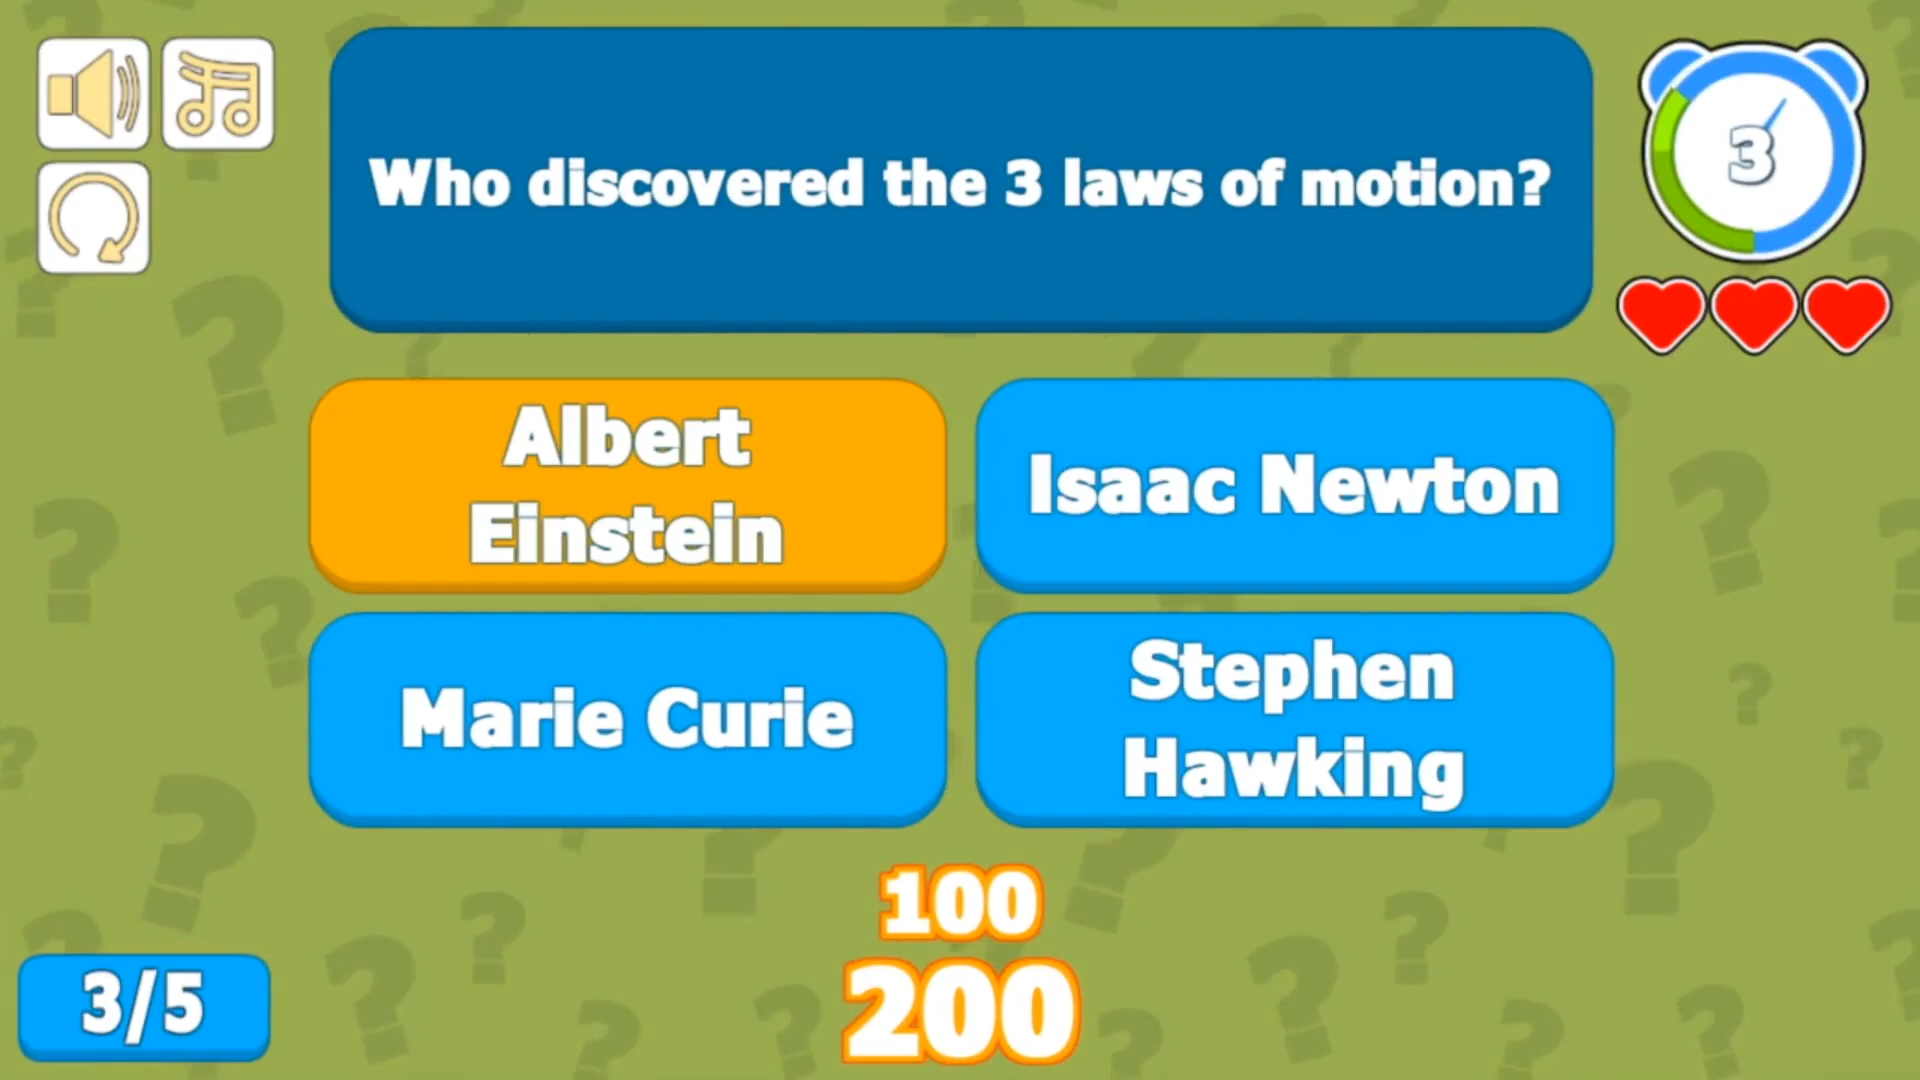 Who discovered the 3 laws of motion?
3
Albert
Einstein
Isaac Newton
Marie Curie
Stephen
Hawking
100
200
3/5